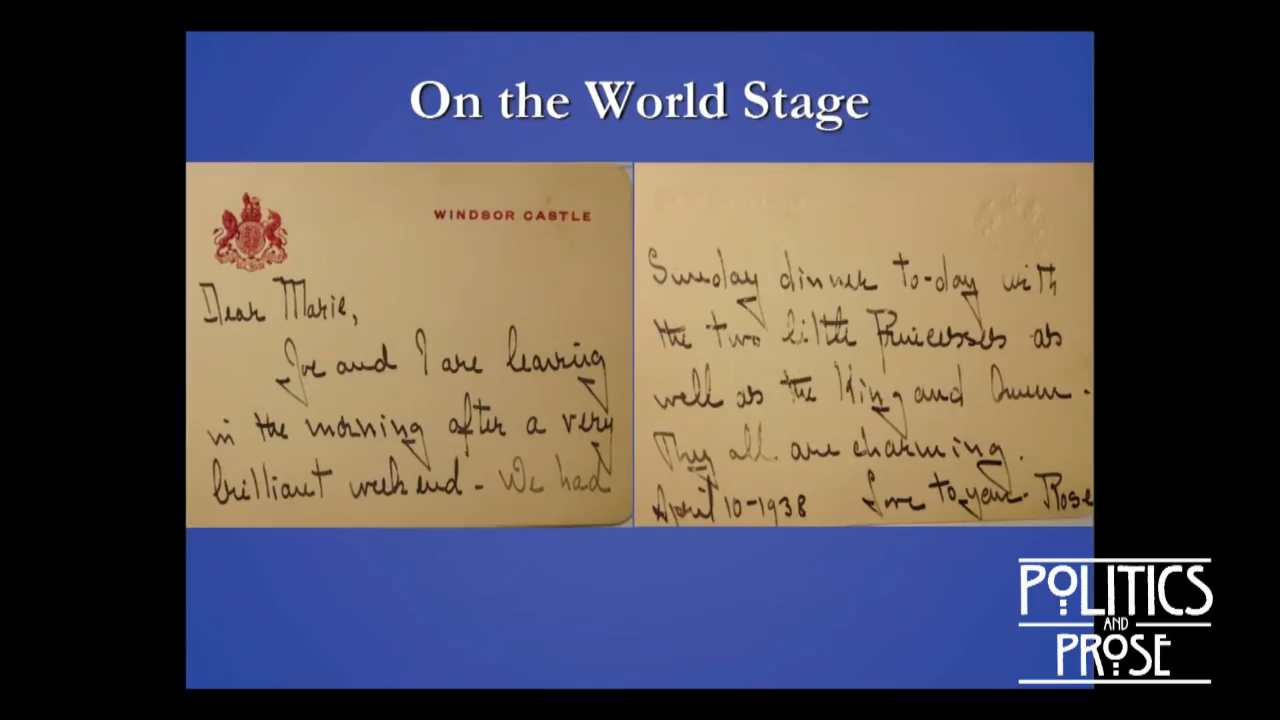 On the World Stage
WINDSOR CASTLE
Dear Marie,
Joe and I are leaving
in the morning after a very
brilliant week end - We had
Sunday dinner to-day with
the two little Princesses as
well as the King and Queen -
They all are charming.
April 10-1938 Love to you - Rose
POLITICS
AND
PROSE